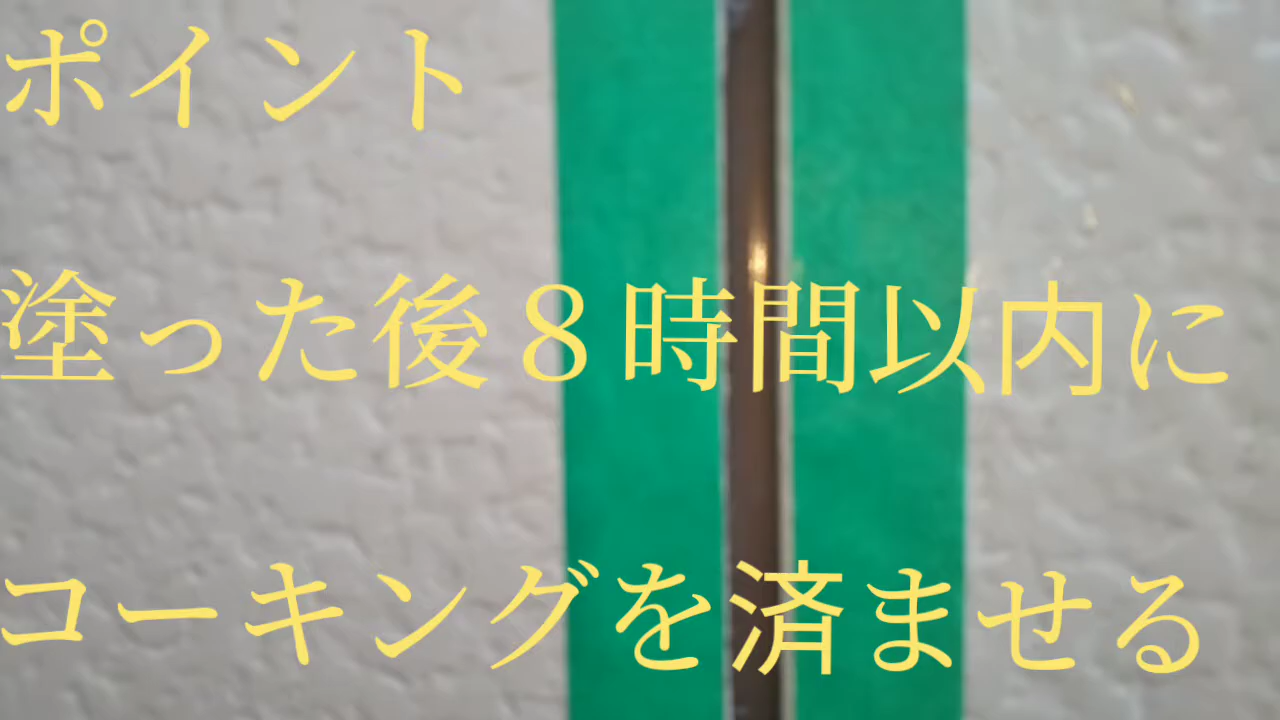 ポイント
塗った後８時間以内に
コーキングを済ませる